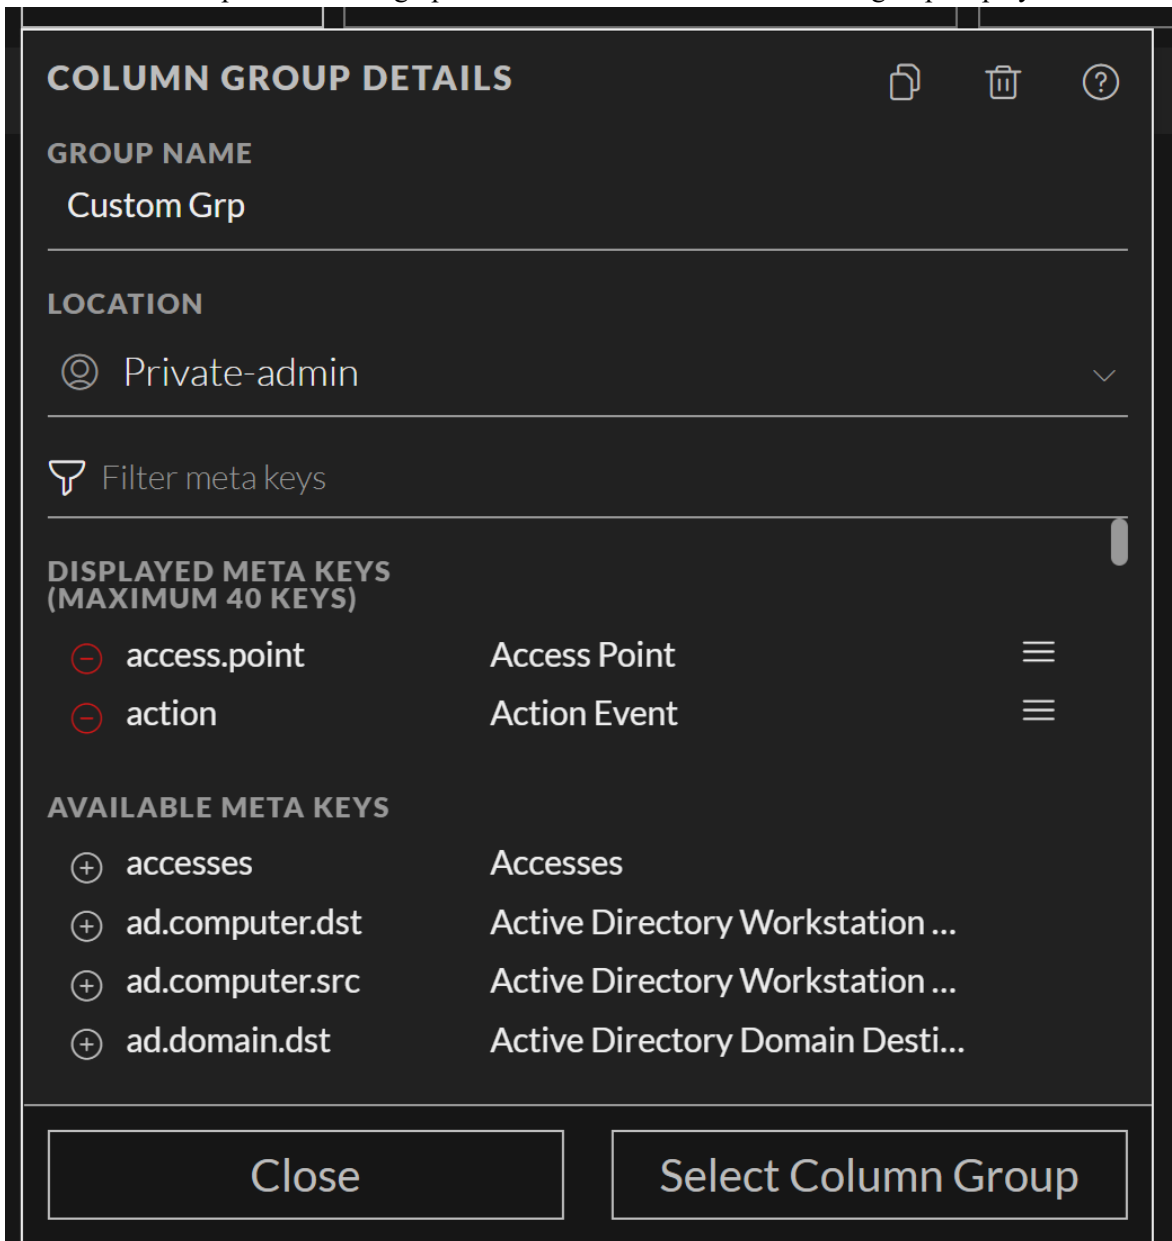 COLUMN GROUP DETAILS
GROUP NAME
Custom Grp
LOCATION
Private-admin
Filter meta keys
DISPLAYED META KEYS
(MAXIMUM 40 KEYS)
access.point Access Point
action Action Event
AVAILABLE META KEYS
accesses Accesses
ad.computer.dst Active Directory Workstation ...
ad.computer.src Active Directory Workstation ...
ad.domain.dst Active Directory Domain Desti...
Close Select Column Group